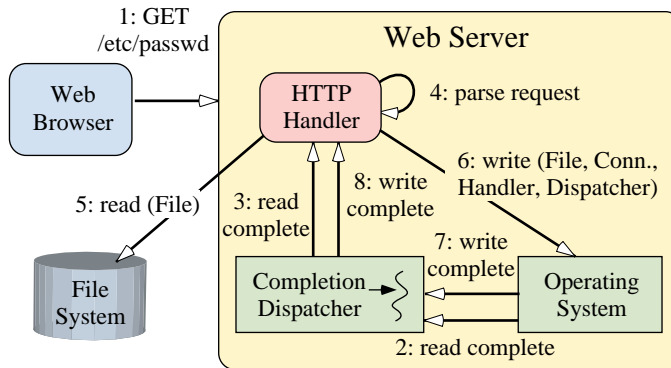 1: GET
/etc/passwd
Web Server
Web
Browser
HTTP
Handler
4: parse request
5: read (File)
3: read
complete
8: write
complete
6: write (File, Conn.,
Handler, Dispatcher)
7: write
complete
File
System
Completion
Dispatcher
Operating
System
2: read complete